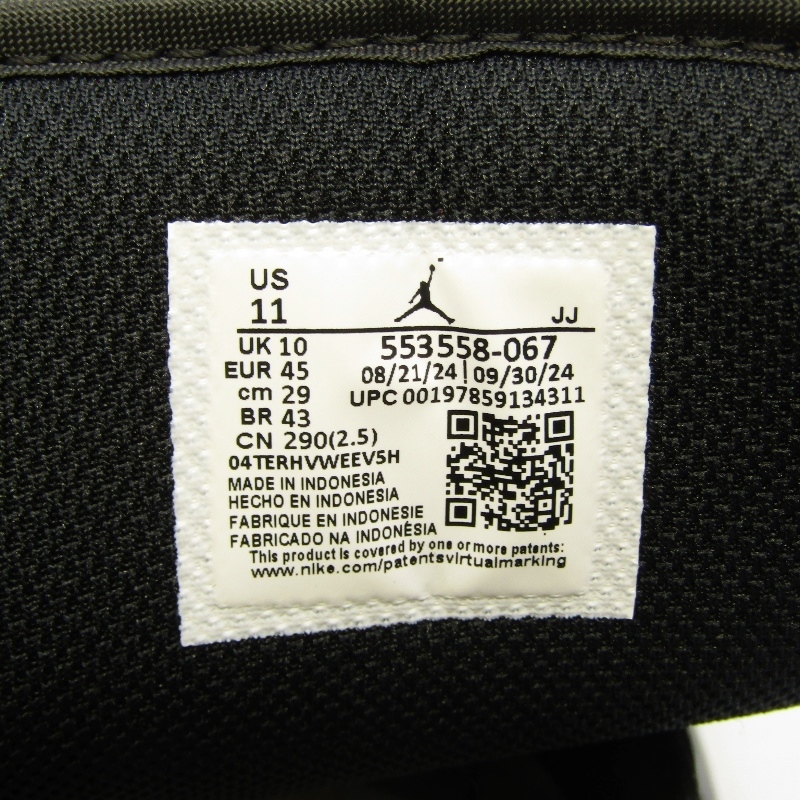 US
11
JJ
UK 10
EUR 45
cm 29
BR 43
CN 290(2.5)
553558-067
08/21/24|09/30/24
UPC 00197859134311
04TERHVWEEV5H
MADE IN INDONESIA
HECHO EN INDONESIA
FABRIQUE EN INDONESIE
FABRICADO NA INDONÉSIA
This product is covered by one or more patents:
www.nike.com/patentsvirtualmarking